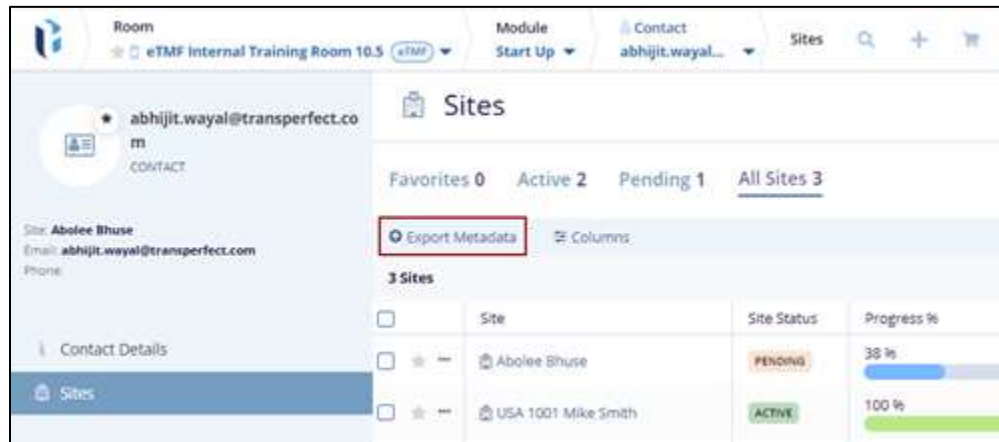 Room
eTMF Internal Training Room 10.5 eTMF
Module
Start Up
Contact
abhijit.wayal...
Sites
abhijit.wayal@transperfect.co
m
CONTACT
Site: Abolee Bhuse
Email: abhijit.wayal@transperfect.com
Phone:
Contact Details
Sites
Sites
Favorites 0 Active 2 Pending 1 All Sites 3
Export Metadata Columns
3 Sites
Site Site Status Progress %
Abolee Bhuse PENDING 38 %
USA 1001 Mike Smith ACTIVE 100 %